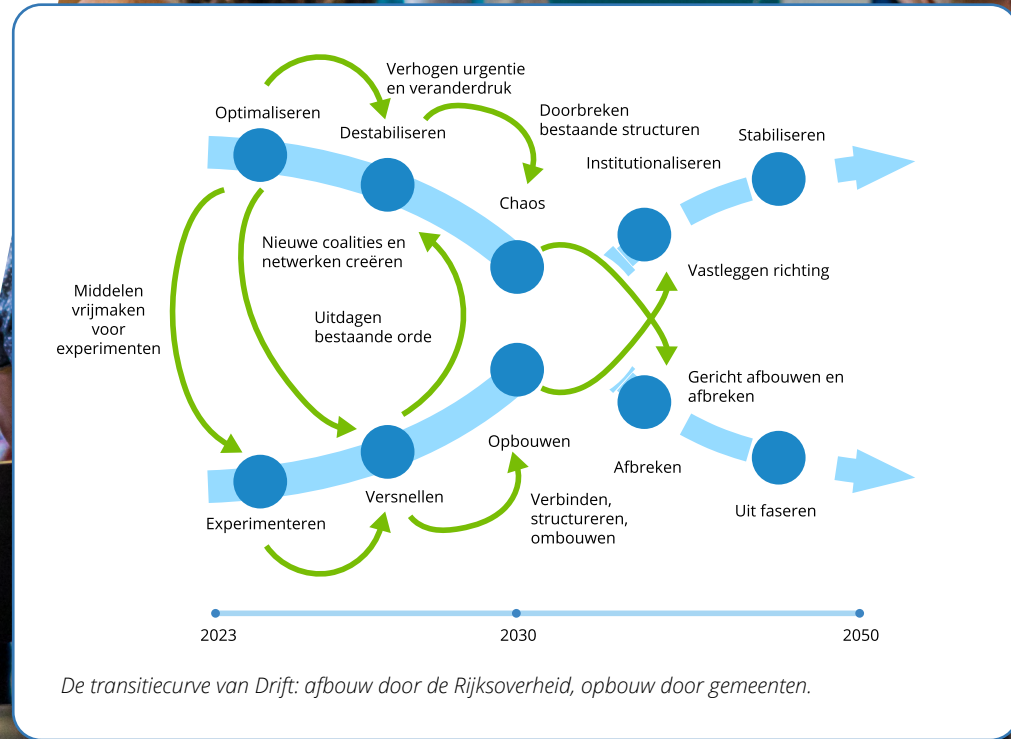 Verhogen urgentie
en veranderdruk
Optimaliseren
Destabiliseren
Doorbreken
bestaande structuren
Stabiliseren
Institutionaliseren
Chaos
Nieuwe coalities en
netwerken creëren
Vastleggen richting
Middelen
vrijmaken
voor
experimenten
Uitdagen
bestaande orde
Gericht afbouwen en
afbreken
Opbouwen
Afbreken
Versnellen
Verbinden,
structureren,
ombouwen
Uit faseren
Experimenteren
2023
2030
2050
De transitiecurve van Drift: afbouw door de Rijksoverheid, opbouw door gemeenten.